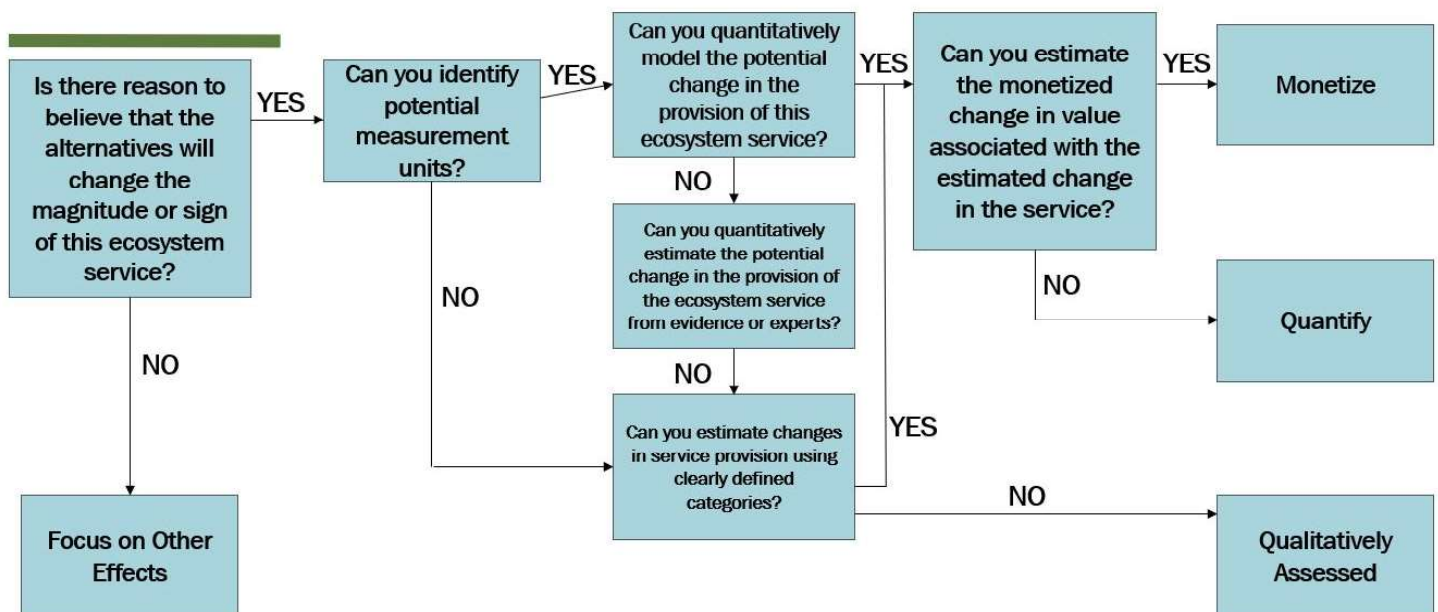 Is there reason to
believe that the
alternatives will
change the
magnitude or sign
of this ecosystem
service?
YES
NO
Focus on Other
Effects
Can you identify
potential
measurement
units?
YES
NO
Can you quantitatively
model the potential
change in the
provision of this
ecosystem service?
YES
NO
Can you quantitatively
estimate the potential
change in the provision of
the ecosystem service
from evidence or experts?
NO
Can you estimate changes
in service provision using
clearly defined
categories?
YES
NO
Can you estimate
the monetized
change in value
associated with the
estimated change
in the service?
YES
NO
Monetize
Quantify
Qualitatively
Assessed